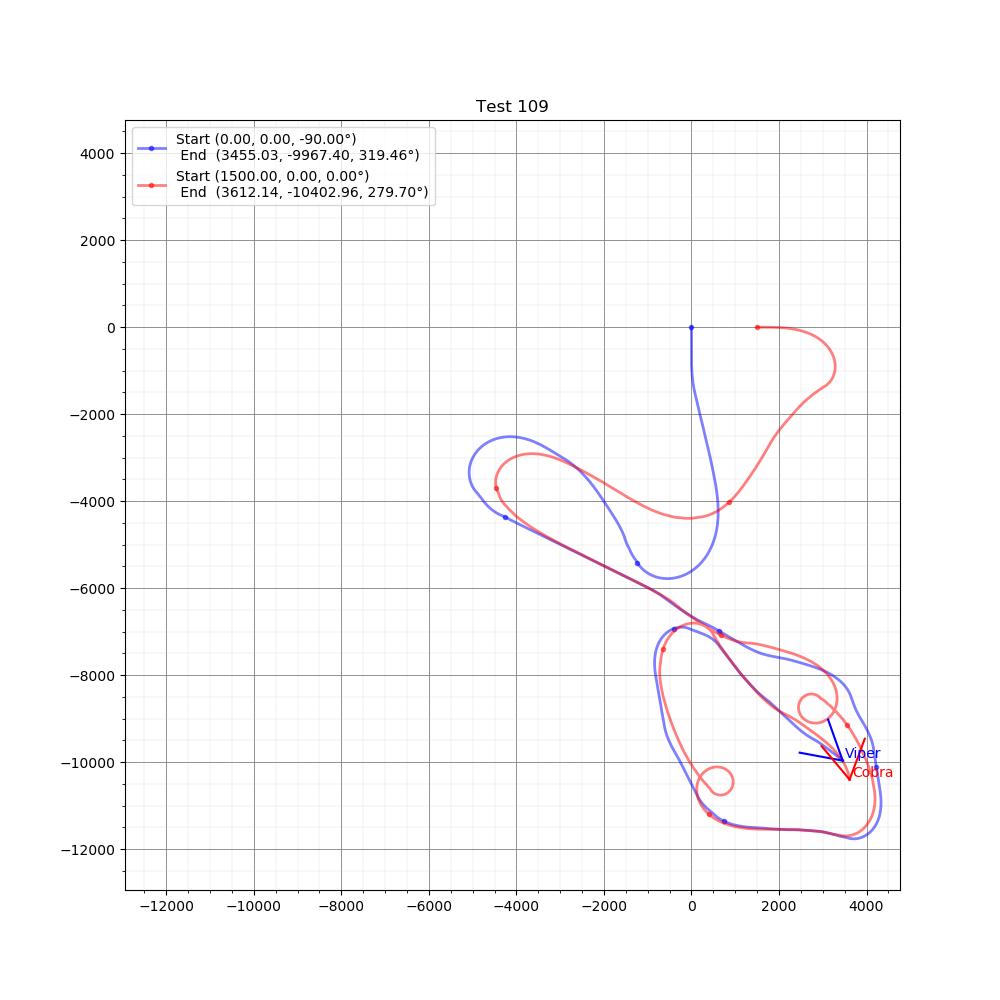 Test 109
Start (0.00, 0.00, -90.00°)
End  (3455.03, -9967.40, 319.46°)
Start (1500.00, 0.00, 0.00°)
End  (3612.14, -10402.96, 279.70°)
4000
2000
0
−2000
−4000
−6000
−8000
−10000
−12000
Viper
Cobra
−12000 −10000 −8000 −6000 −4000 −2000 0 2000 4000